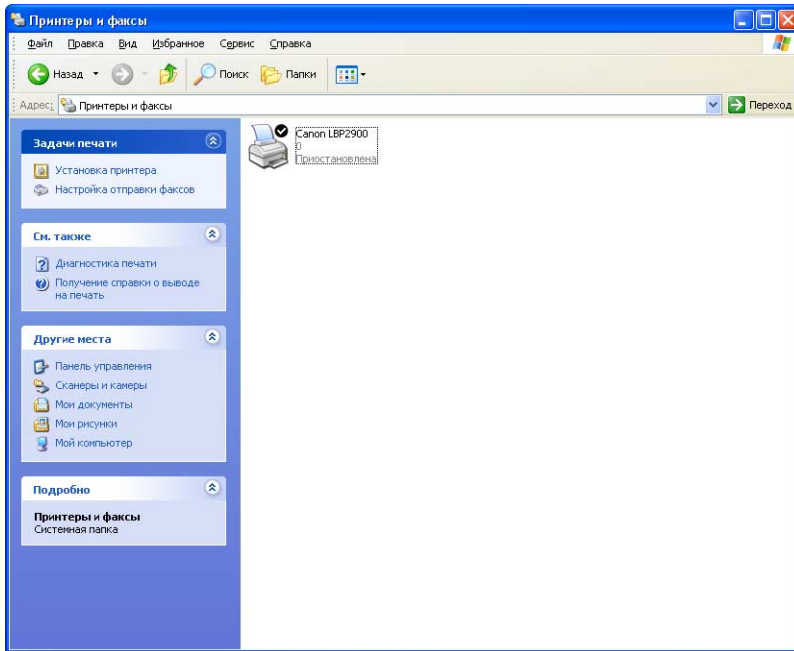 Принтеры и факсы
Файл Правка Вид Избранное Сервис Справка
Назад Поиск Папки
Адрес: Принтеры и факсы Переход
Задачи печати
Установка принтера
Настройка отправки факсов
См. также
Диагностика печати
Получение справки о выводе
на печать
Другие места
Панель управления
Сканеры и камеры
Мои документы
Мои рисунки
Мой компьютер
Подробно
Принтеры и факсы
Системная папка
Canon LBP2900
0
Приостановлена